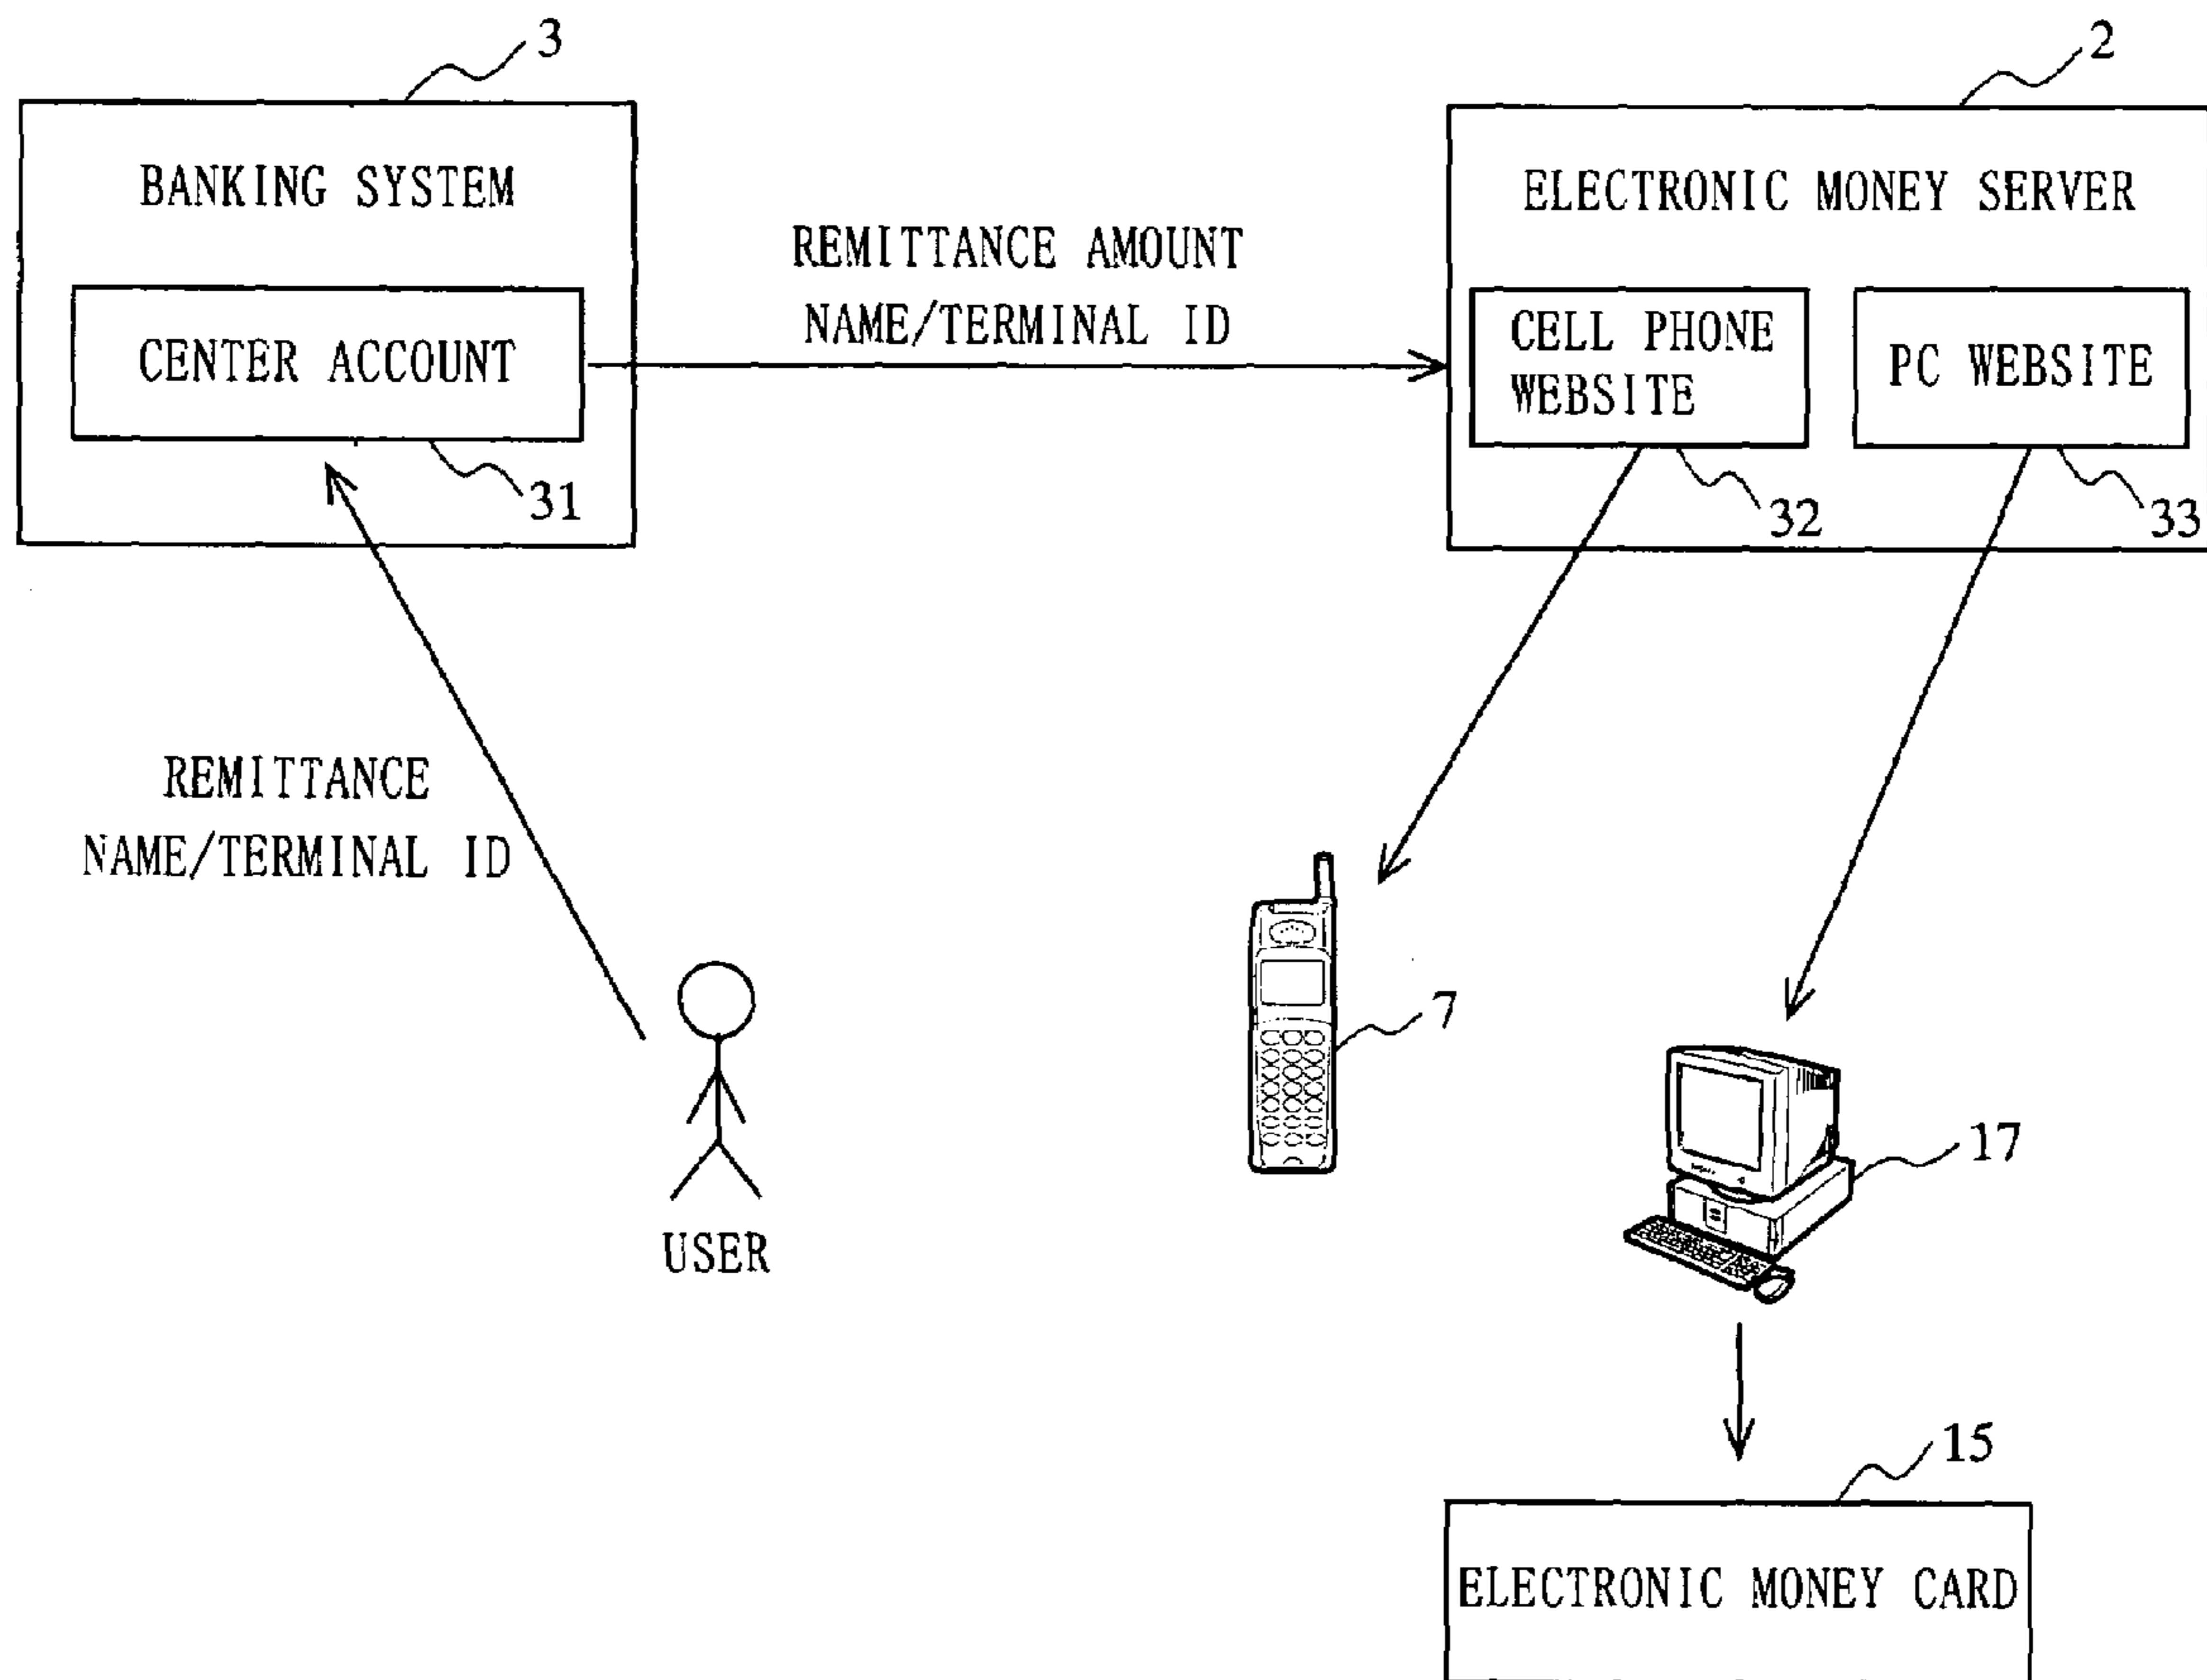 3
2
BANKING SYSTEM
ELECTRONIC MONEY SERVER
REMITTANCE AMOUNT
NAME/TERMINAL ID
CENTER ACCOUNT
CELL PHONE
WEBSITE
PC WEBSITE
31
32
33
REMITTANCE
NAME/TERMINAL ID
7
17
USER
15
ELECTRONIC MONEY CARD